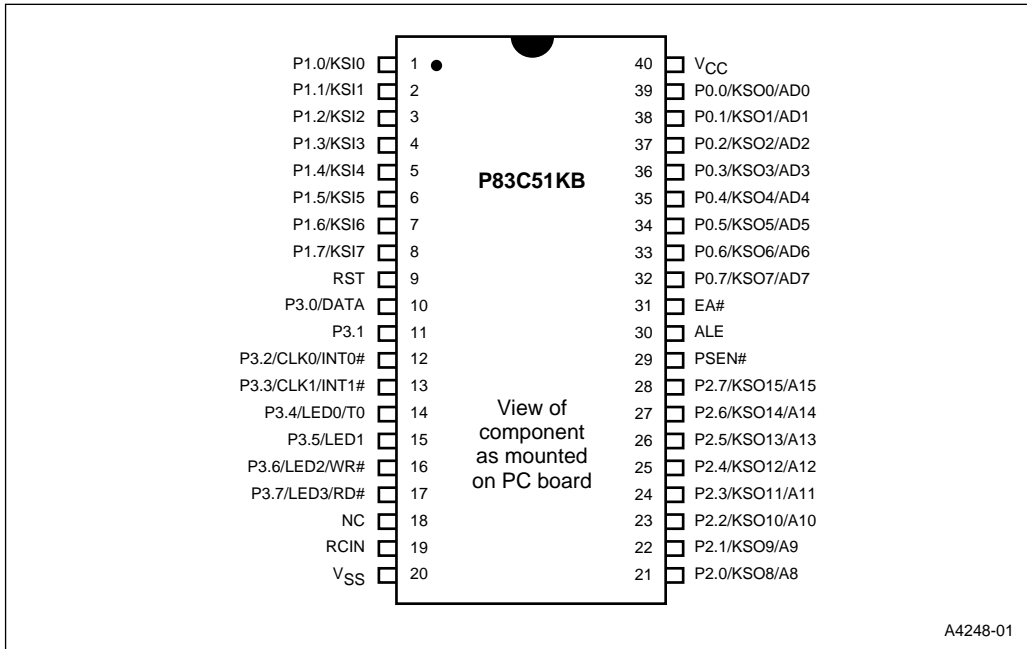 P1.0/KSI0 1 40 VCC
P1.1/KSI1 2 39 P0.0/KSO0/AD0
P1.2/KSI2 3 38 P0.1/KSO1/AD1
P1.3/KSI3 4 37 P0.2/KSO2/AD2
P1.4/KSI4 5 36 P0.3/KSO3/AD3
P83C51KB
P1.5/KSI5 6 35 P0.4/KSO4/AD4
P1.6/KSI6 7 34 P0.5/KSO5/AD5
P1.7/KSI7 8 33 P0.6/KSO6/AD6
RST 9 32 P0.7/KSO7/AD7
P3.0/DATA 10 31 EA#
P3.1 11 30 ALE
P3.2/CLK0/INT0# 12 29 PSEN#
P3.3/CLK1/INT1# 13 28 P2.7/KSO15/A15
P3.4/LED0/T0 14 27 P2.6/KSO14/A14
P3.5/LED1 15 26 P2.5/KSO13/A13
P3.6/LED2/WR# 16 25 P2.4/KSO12/A12
P3.7/LED3/RD# 17 24 P2.3/KSO11/A11
NC 18 23 P2.2/KSO10/A10
RCIN 19 22 P2.1/KSO9/A9
VSS 20 21 P2.0/KSO8/A8
View of
component
as mounted
on PC board
A4248-01